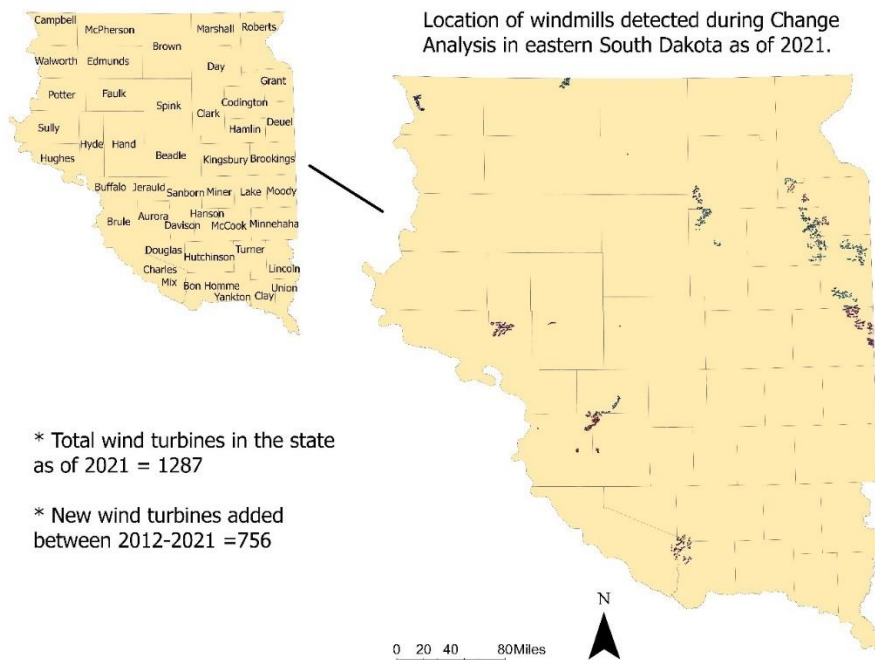 Location of windmills detected during Change
Analysis in eastern South Dakota as of 2021.
Campbell
McPherson
Marshall
Roberts
Brown
Walworth
Edmunds
Day
Grant
Potter
Faulk
Spink
Codington
Clark
Deuel
Sully
Hamlin
Hyde
Hand
Hughes
Beadle
Kingsbury
Brookings
Buffalo
Jerauld
Sanborn
Miner
Lake
Moody
Brule
Aurora
Hanson
Davison
McCook
Minnehaha
Douglas
Hutchinson
Turner
Charles
Mix
Lincoln
Bon Homme
Yankton
Clay
Union
* Total wind turbines in the state
as of 2021 = 1287
* New wind turbines added
between 2012-2021 =756
N
0 20 40 80Miles